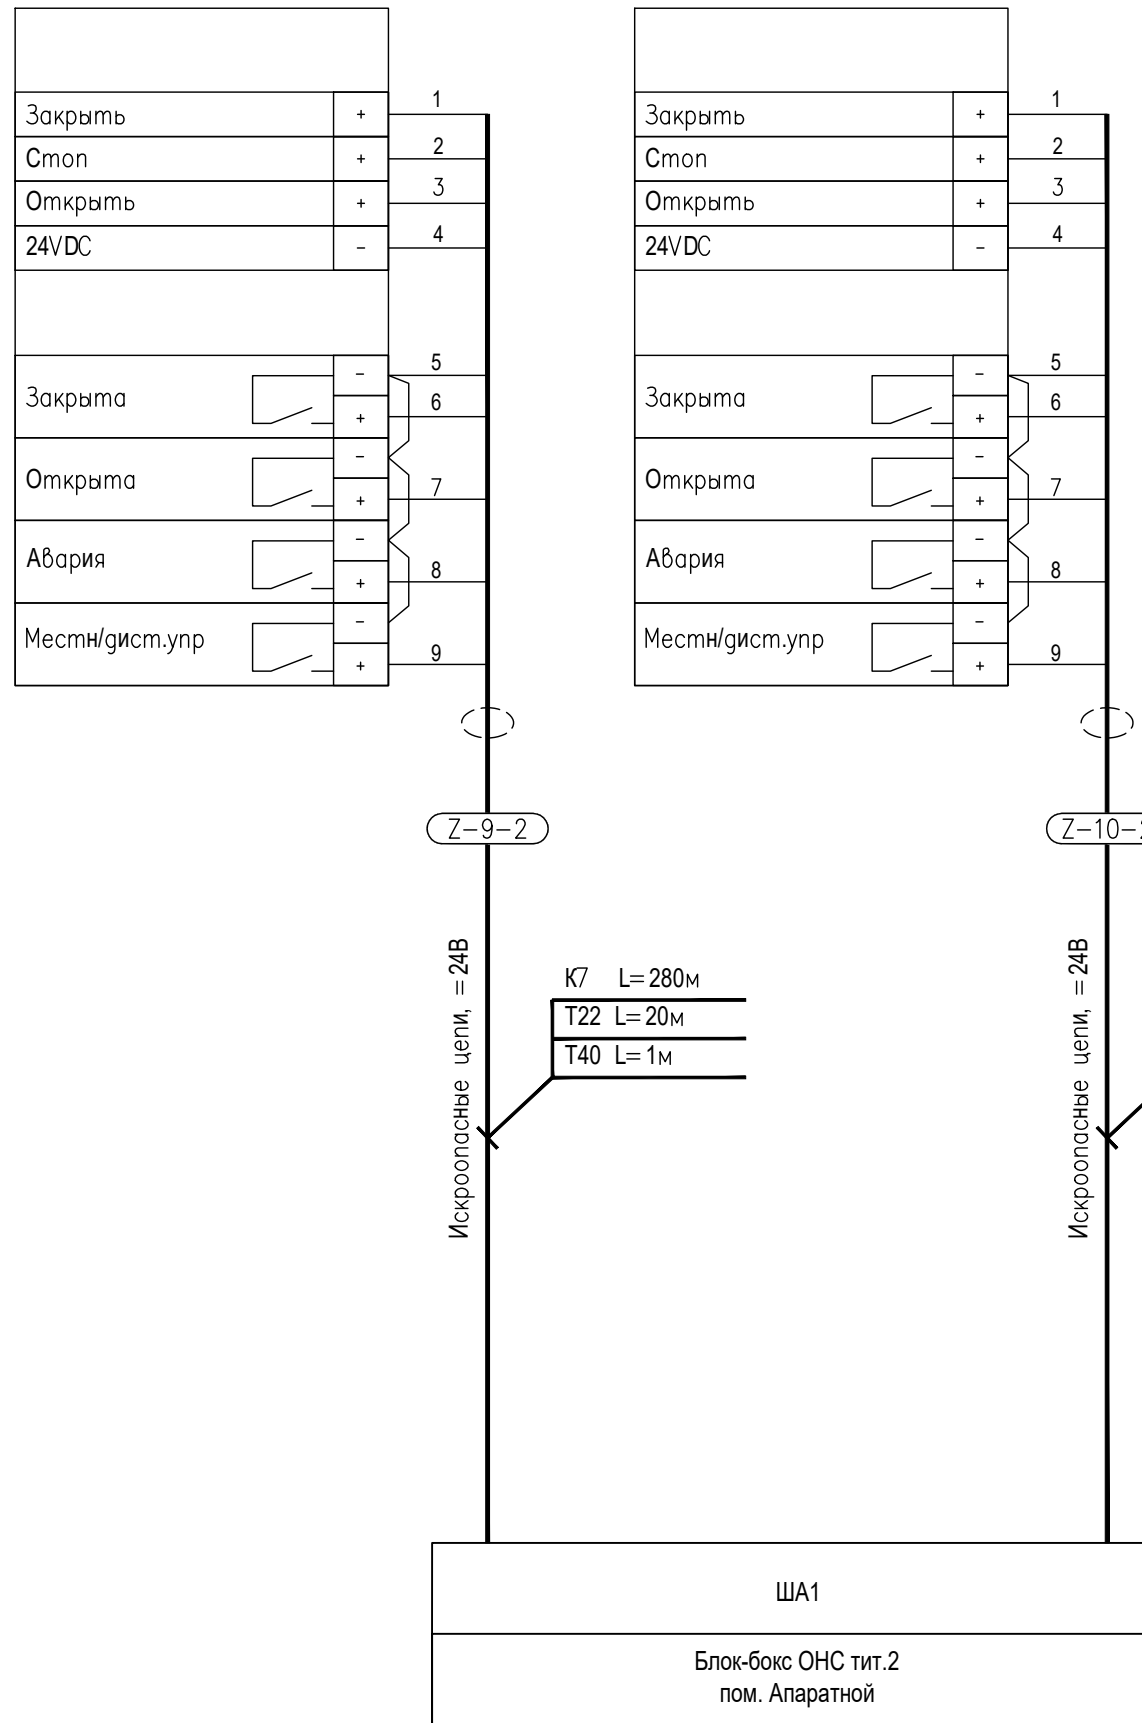 Закрыть + 1
Стоп + 2
Открыть + 3
24VDC - 4
Закрыта - 5
+ 6
Открыта -
+ 7
Авария -
+ 8
Местн/дист.упр -
+ 9
Z-9-2
Искроопасные цепи, =24В
К7 L=280м
Т22 L=20м
Т40 L=1м
Закрыть + 1
Стоп + 2
Открыть + 3
24VDC - 4
Закрыта - 5
+ 6
Открыта -
+ 7
Авария -
+ 8
Местн/дист.упр -
+ 9
Z-10-2
Искроопасные цепи, =24В
ША1
Блок-бокс ОНС тит.2
пом. Апаратной